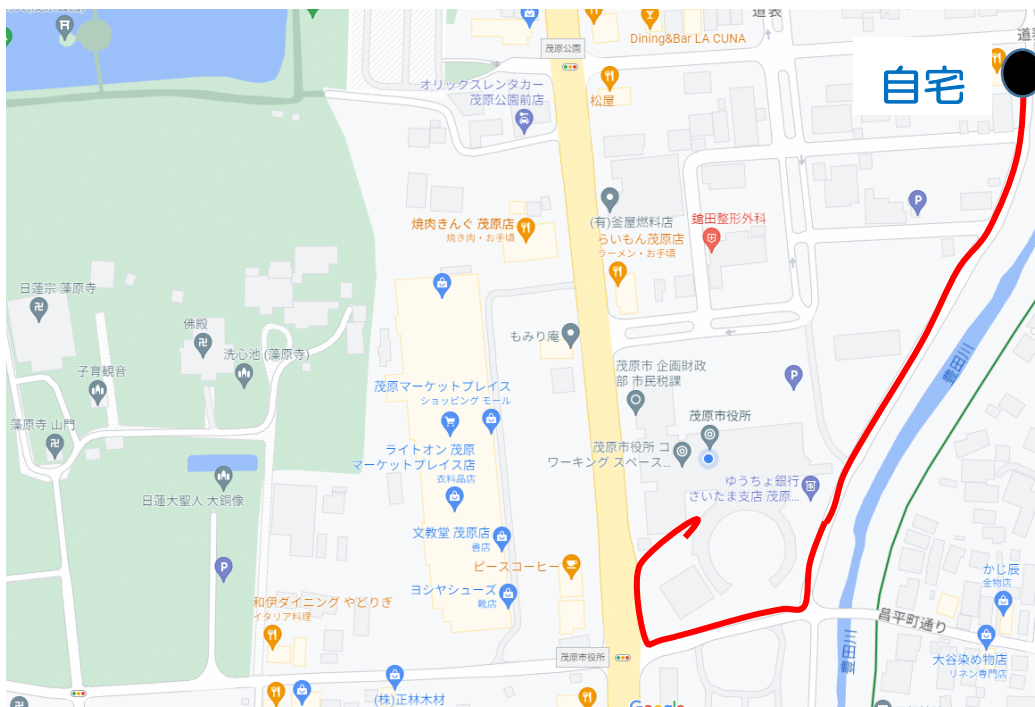 道表
Dining&Bar LA CUNA
茂原公園
自宅
オリックスレンタカー
茂原公園前店
松屋
(有)釜屋燃料店
鎗田整形外科
焼肉きんぐ 茂原店
焼き肉・お手頃
らいもん茂原店
ラーメン・お手頃
日蓮宗 藻原寺
佛殿
洗心池 (藻原寺)
子育観音
もみり庵
茂原市 企画財政
部 市民税課
豊田川
茂原マーケットプレイス
ショッピング モール
茂原市役所
藻原寺 山門
ライトオン 茂原
マーケットプレイス店
衣料品店
茂原市役所 コ
ワーキング スペース...
ゆうちょ銀行
さいたま支店 茂原...
日蓮大聖人 大銅像
文教堂 茂原店
書店
ピースコーヒー
かじ辰
金物店
ヨシヤシューズ
靴店
和伊ダイニング やどりぎ
イタリア料理
昌平町通り
豊田川
茂原市役所
大谷染め物店
リネン専門店
(株)正林木材
Google